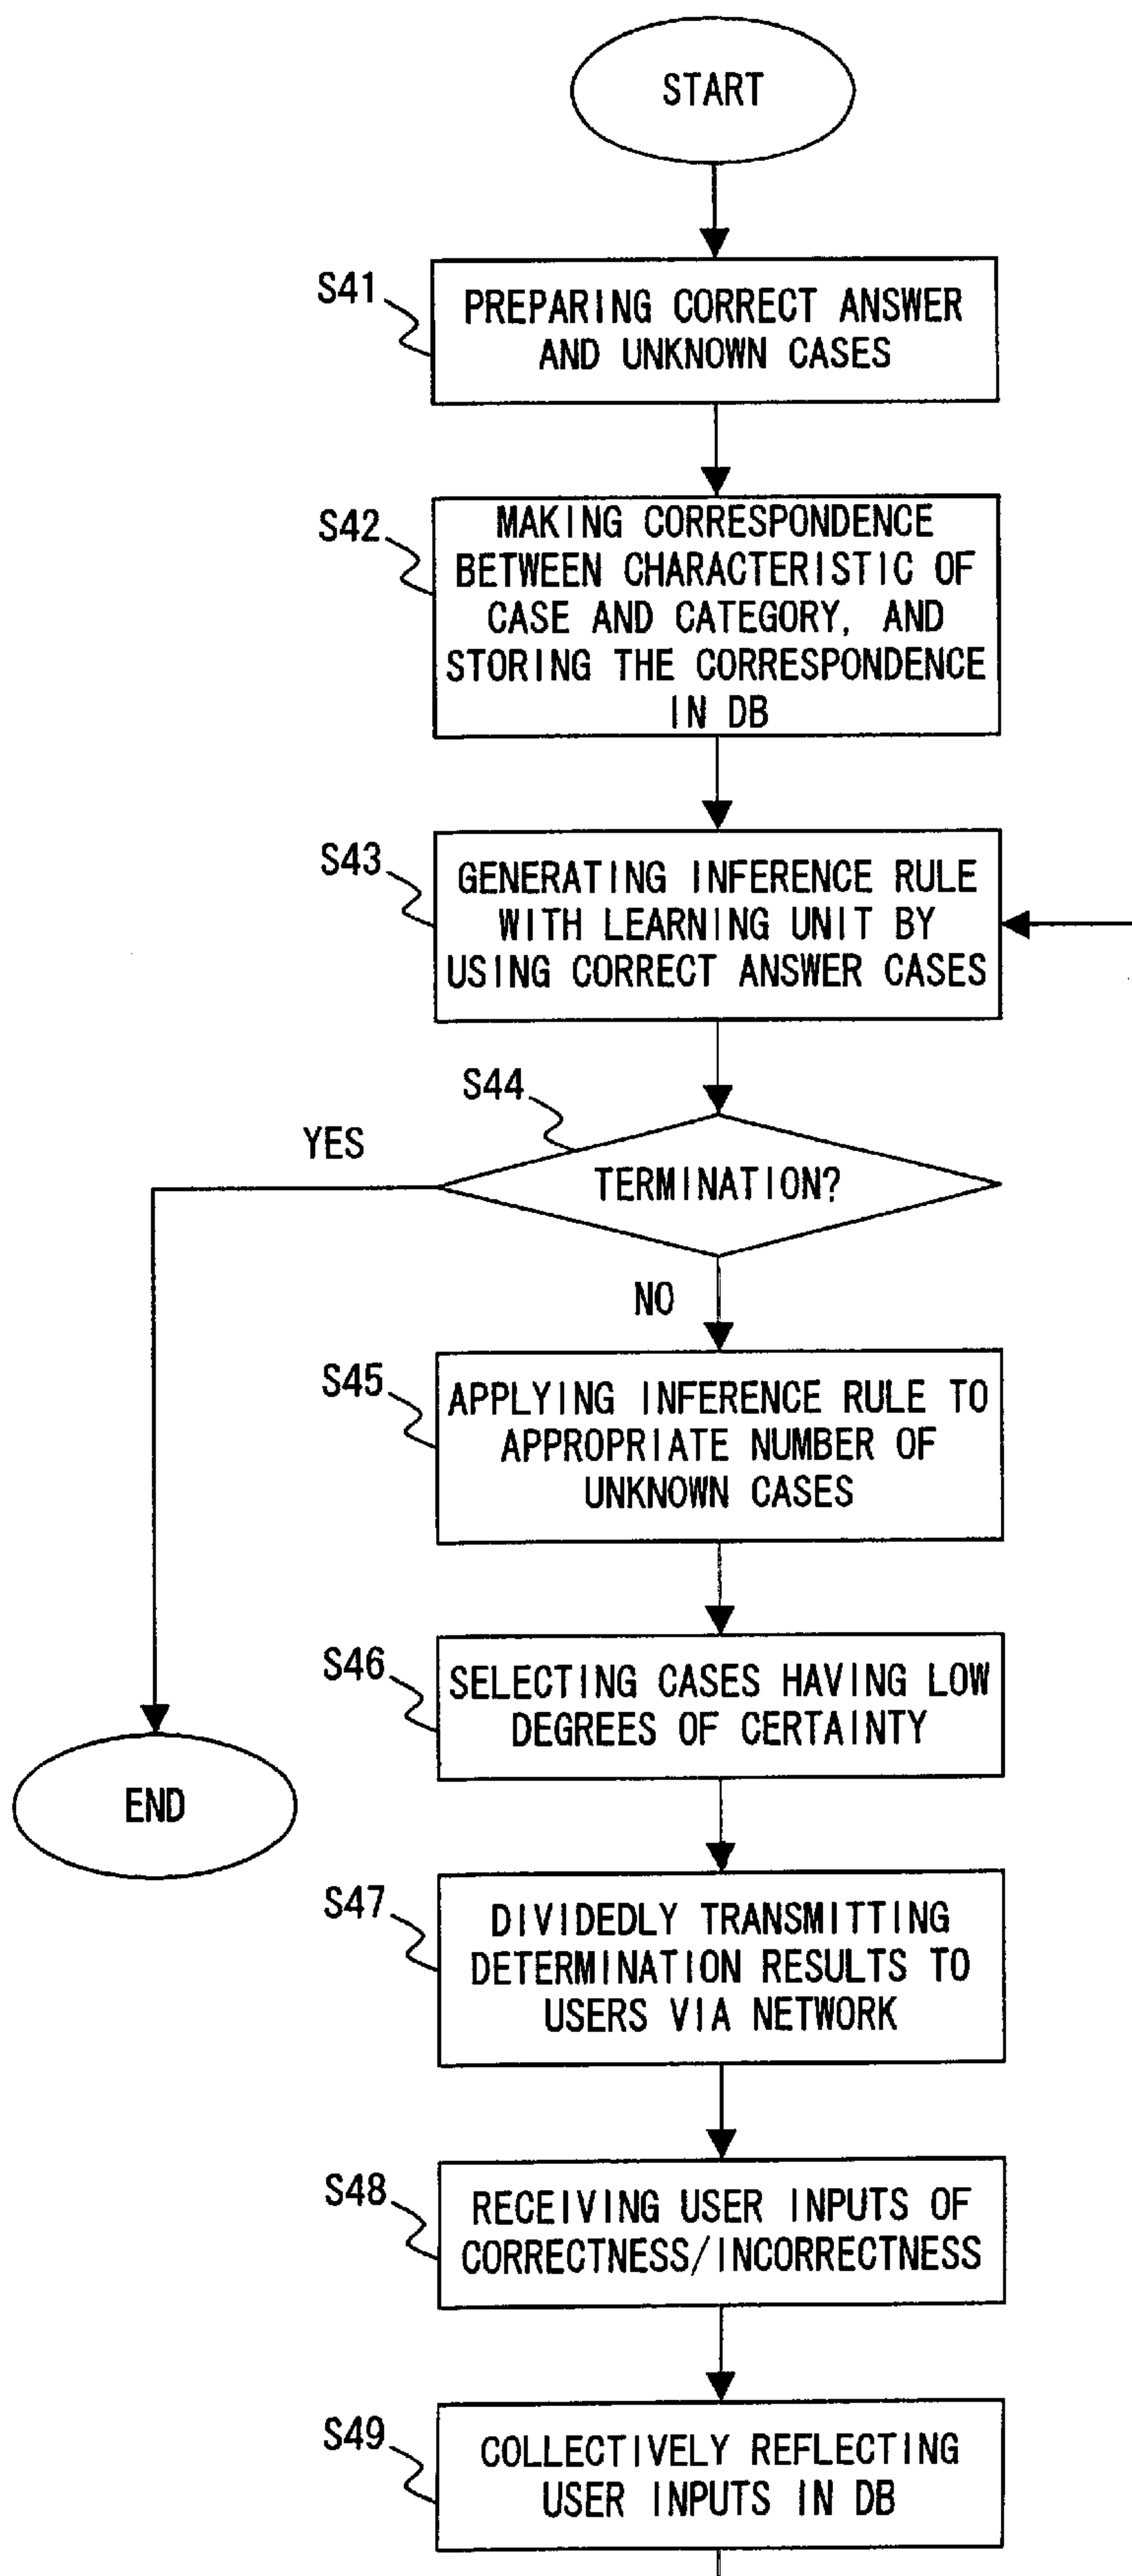 START
S41
PREPARING CORRECT ANSWER
AND UNKNOWN CASES
S42
MAKING CORRESPONDENCE
BETWEEN CHARACTERISTIC OF
CASE AND CATEGORY, AND
STORING THE CORRESPONDENCE
IN DB
S43
GENERATING INFERENCE RULE
WITH LEARNING UNIT BY
USING CORRECT ANSWER CASES
S44
YES
TERMINATION?
NO
S45
APPLYING INFERENCE RULE TO
APPROPRIATE NUMBER OF
UNKNOWN CASES
S46
SELECTING CASES HAVING LOW
DEGREES OF CERTAINTY
END
S47
DIVIDEDLY TRANSMITTING
DETERMINATION RESULTS TO
USERS VIA NETWORK
S48
RECEIVING USER INPUTS OF
CORRECTNESS/INCORRECTNESS
S49
COLLECTIVELY REFLECTING
USER INPUTS IN DB